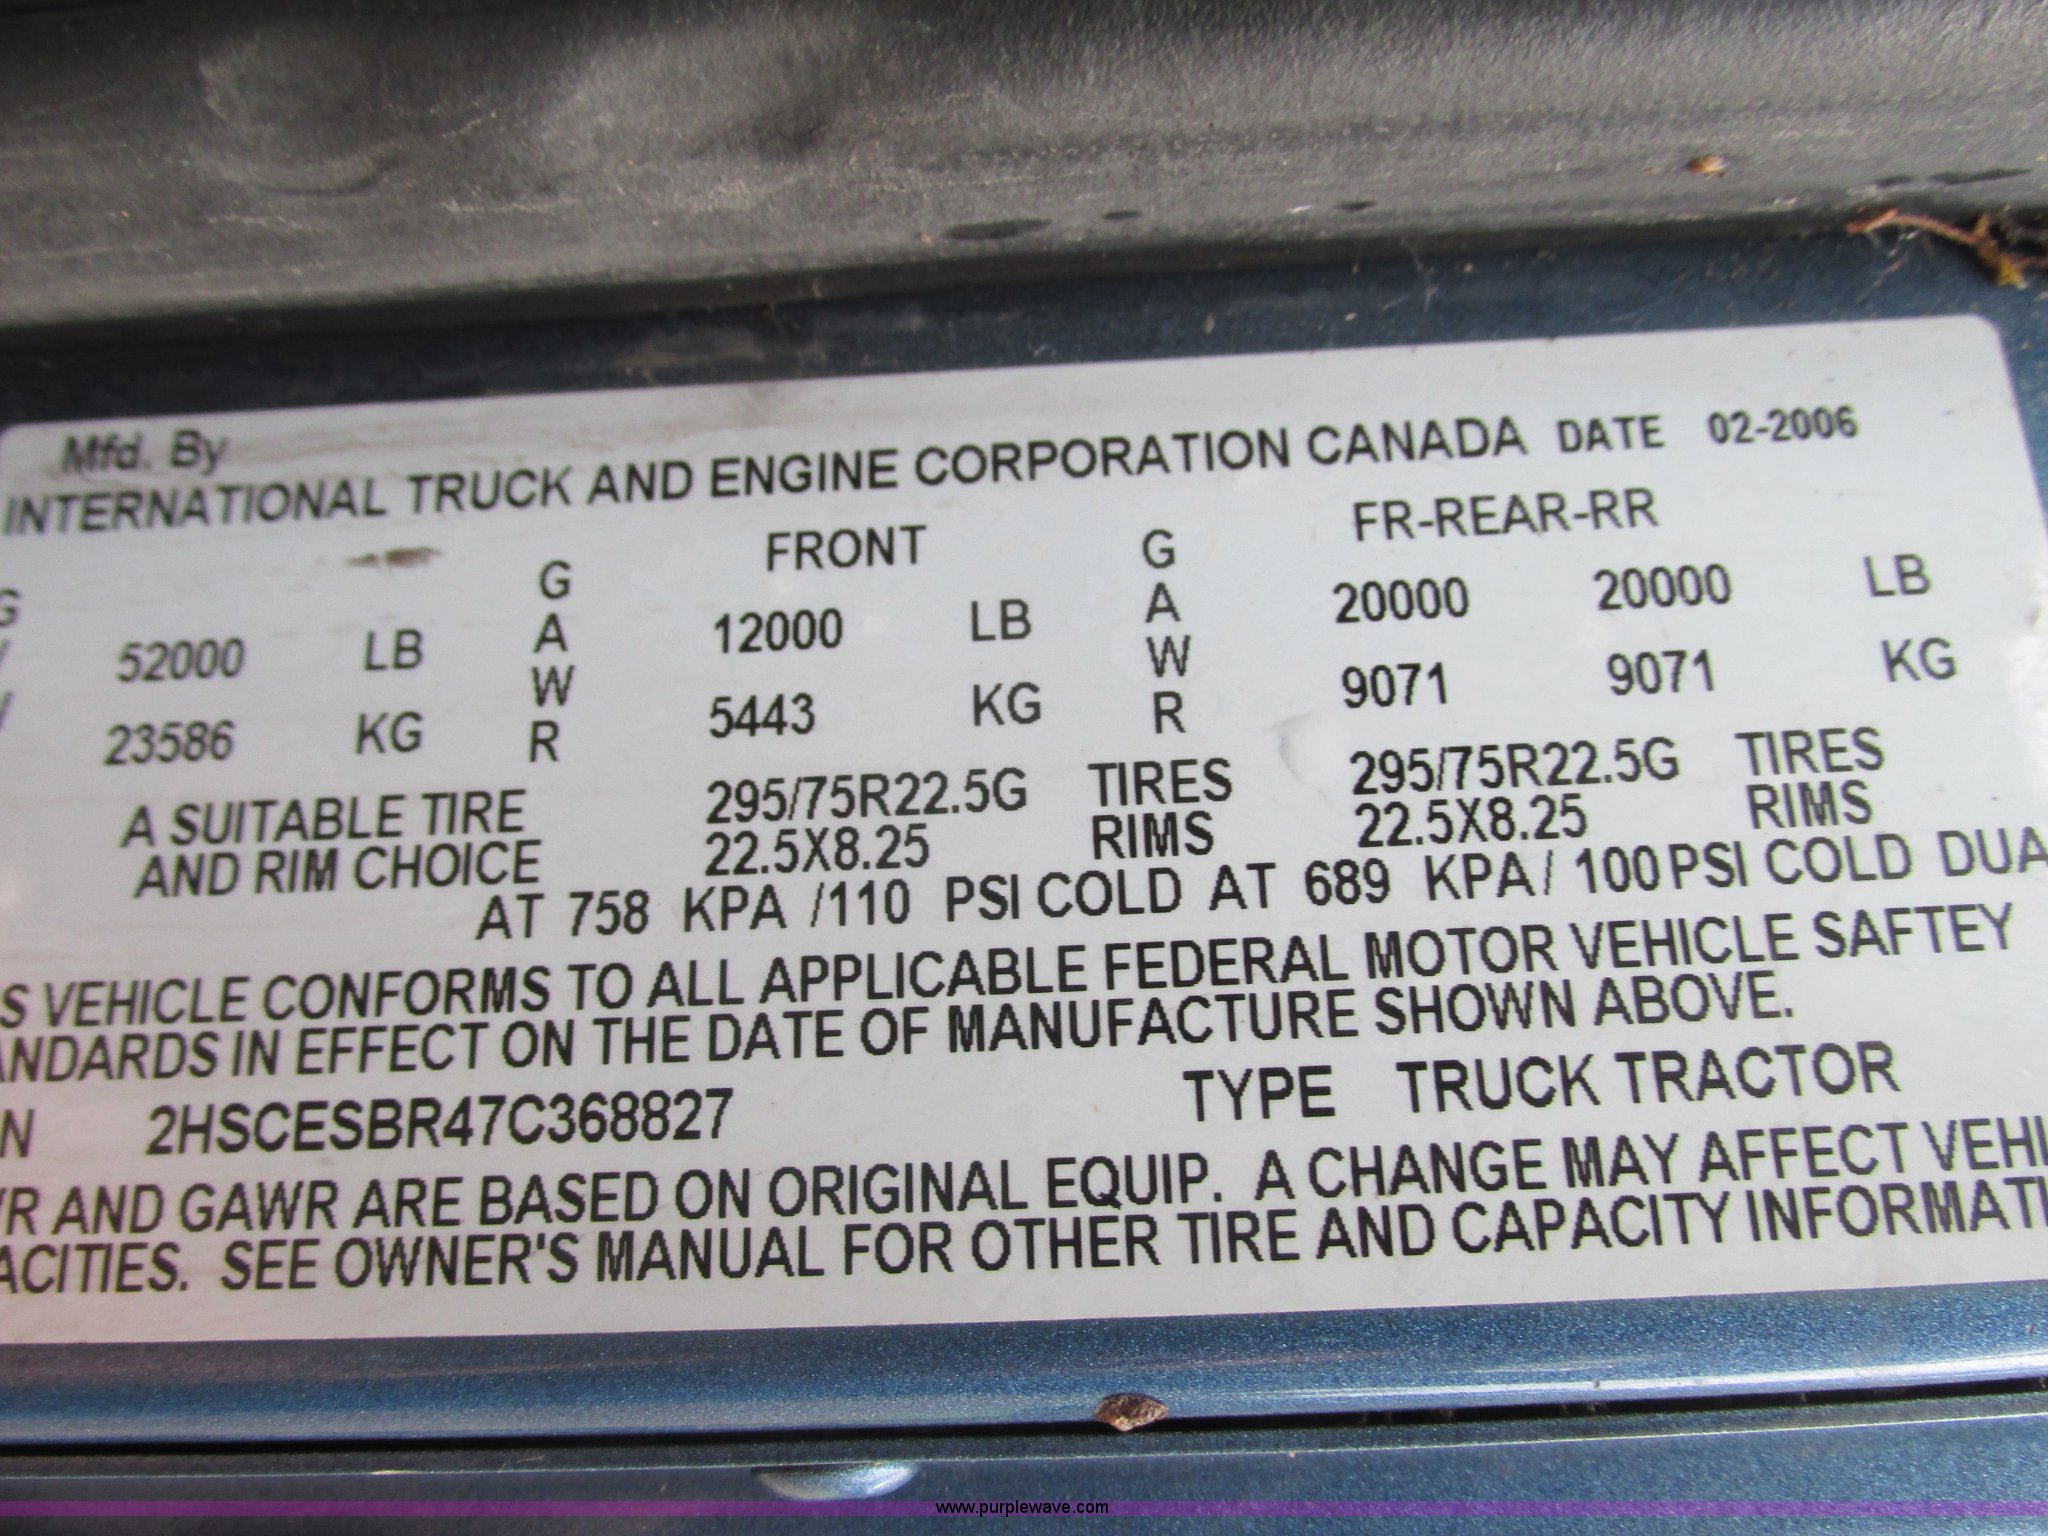 Mfd. By
INTERNATIONAL TRUCK AND ENGINE CORPORATION CANADA DATE 02-2006
FRONT FR-REAR-RR
G G G
52000 LB A 12000 LB A 20000 20000 LB
W W
23586 KG R 5443 KG R 9071 9071 KG
A SUITABLE TIRE 295/75R22.5G TIRES 295/75R22.5G TIRES
AND RIM CHOICE 22.5X8.25 RIMS 22.5X8.25 RIMS
AT 758 KPA /110 PSI COLD AT 689 KPA/ 100PSI COLD DUA
S VEHICLE CONFORMS TO ALL APPLICABLE FEDERAL MOTOR VEHICLE SAFTEY
ANDARDS IN EFFECT ON THE DATE OF MANUFACTURE SHOWN ABOVE.
N 2HSCESBR47C368827 TYPE TRUCK TRACTOR
R AND GAWR ARE BASED ON ORIGINAL EQUIP. A CHANGE MAY AFFECT VEHI
ACITIES. SEE OWNER'S MANUAL FOR OTHER TIRE AND CAPACITY INFORMATI
www.purplewave.com